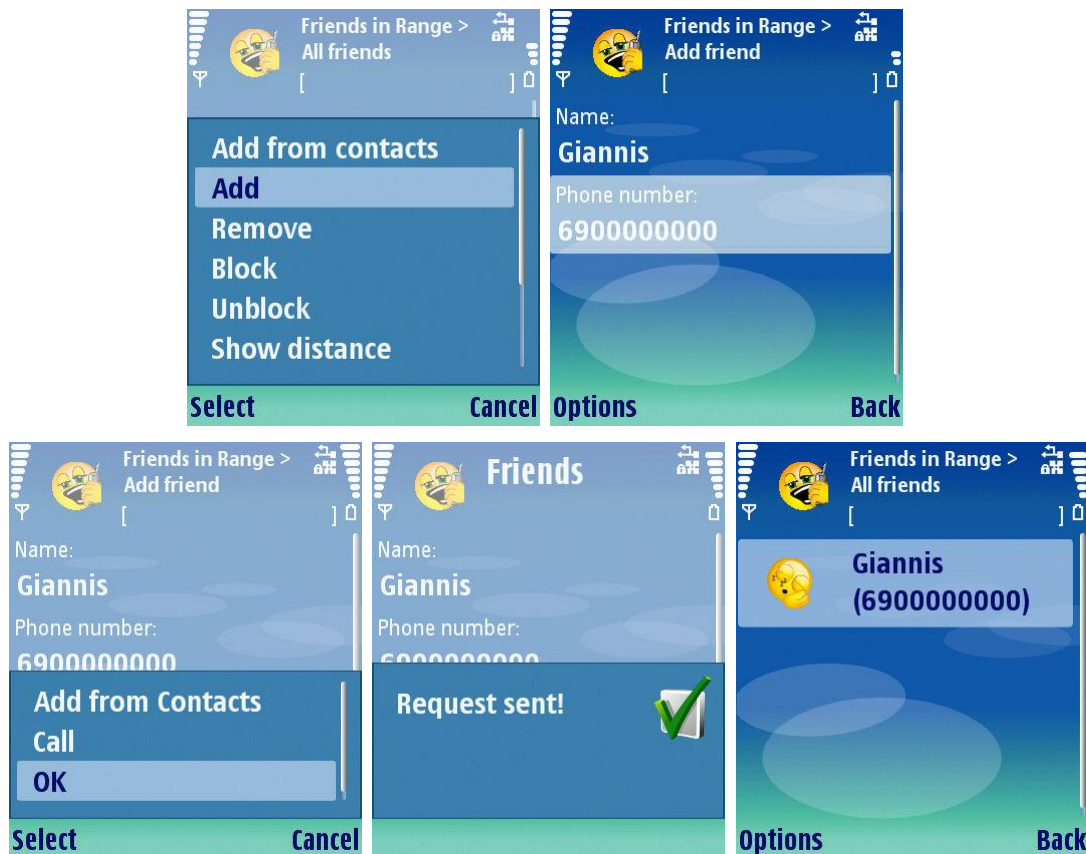 Friends in Range >
All friends
[ ]
Add from contacts
Add
Remove
Block
Unblock
Show distance
Select Cancel
Friends in Range >
Add friend
[ ]
Name:
Giannis
Phone number:
6900000000
Options Back
Friends in Range >
Add friend
[ ]
Name:
Giannis
Phone number:
6900000000
Add from Contacts
Call
OK
Select Cancel
Friends
Name:
Giannis
Phone number:
6900000000
Request sent!
Friends in Range >
All friends
[ ]
Giannis
(6900000000)
Options Back